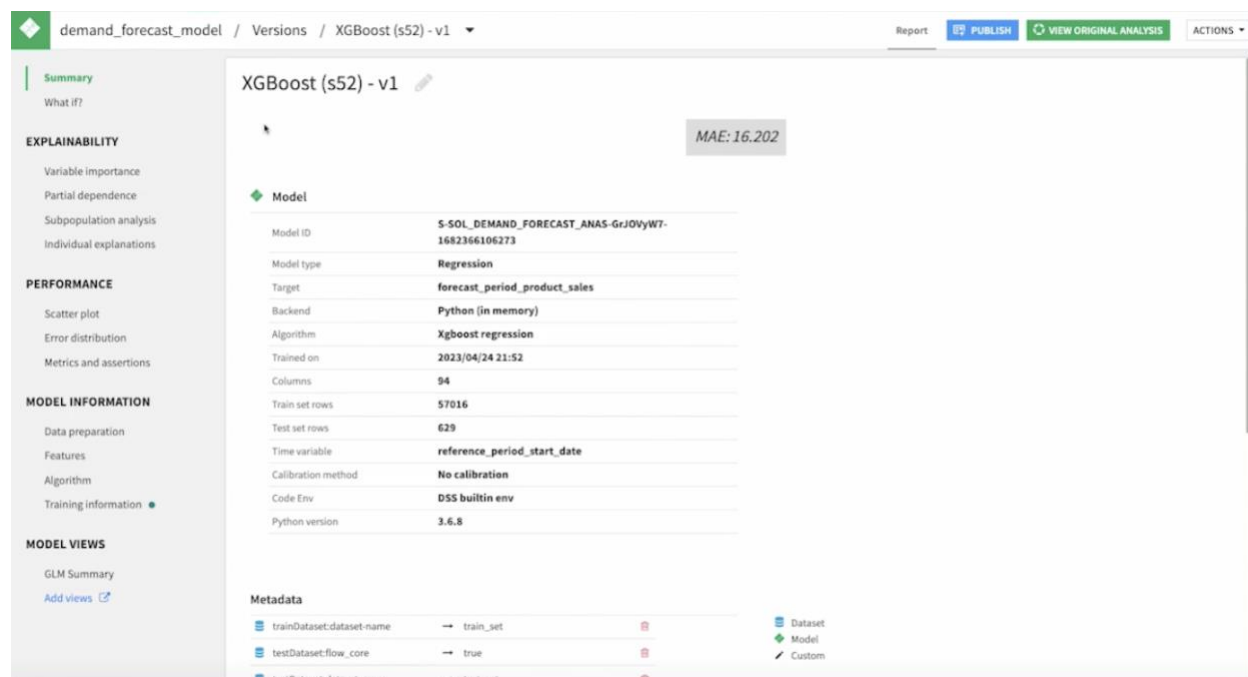 demand_forecast_model / Versions / XGBoost (s52) - v1
Report PUBLISH VIEW ORIGINAL ANALYSIS ACTIONS
Summary
What if?
EXPLAINABILITY
Variable importance
Partial dependence
Subpopulation analysis
Individual explanations
PERFORMANCE
Scatter plot
Error distribution
Metrics and assertions
MODEL INFORMATION
Data preparation
Features
Algorithm
Training information
MODEL VIEWS
GLM Summary
Add views
XGBoost (s52) - v1
MAE: 16.202
Model
Model ID S-SOL_DEMAND_FORECAST_ANAS-GrJOVyW7-
1682366106273
Model type Regression
Target forecast_period_product_sales
Backend Python (in memory)
Algorithm Xgboost regression
Trained on 2023/04/24 21:52
Columns 94
Train set rows 57016
Test set rows 629
Time variable reference_period_start_date
Calibration method No calibration
Code Env DSS builtin env
Python version 3.6.8
Metadata
trainDataset:dataset-name → train_set
testDataset:flow_core → true
Dataset
Model
Custom